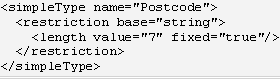 <simpleType name="Postcode">
  <restriction base="string">
    <length value="7" fixed="true"/>
  </restriction>
</simpleType>